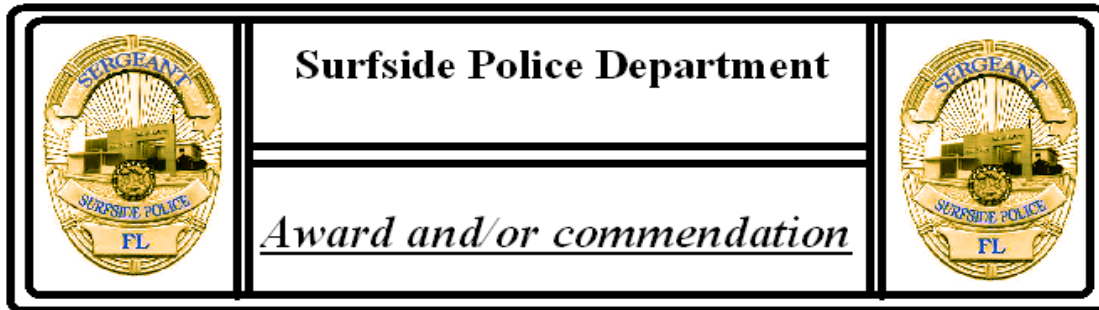 SERGEANT
SURFSIDE POLICE
FL
Surfside Police Department
Award and/or commendation
SERGEANT
SURFSIDE POLICE
FL